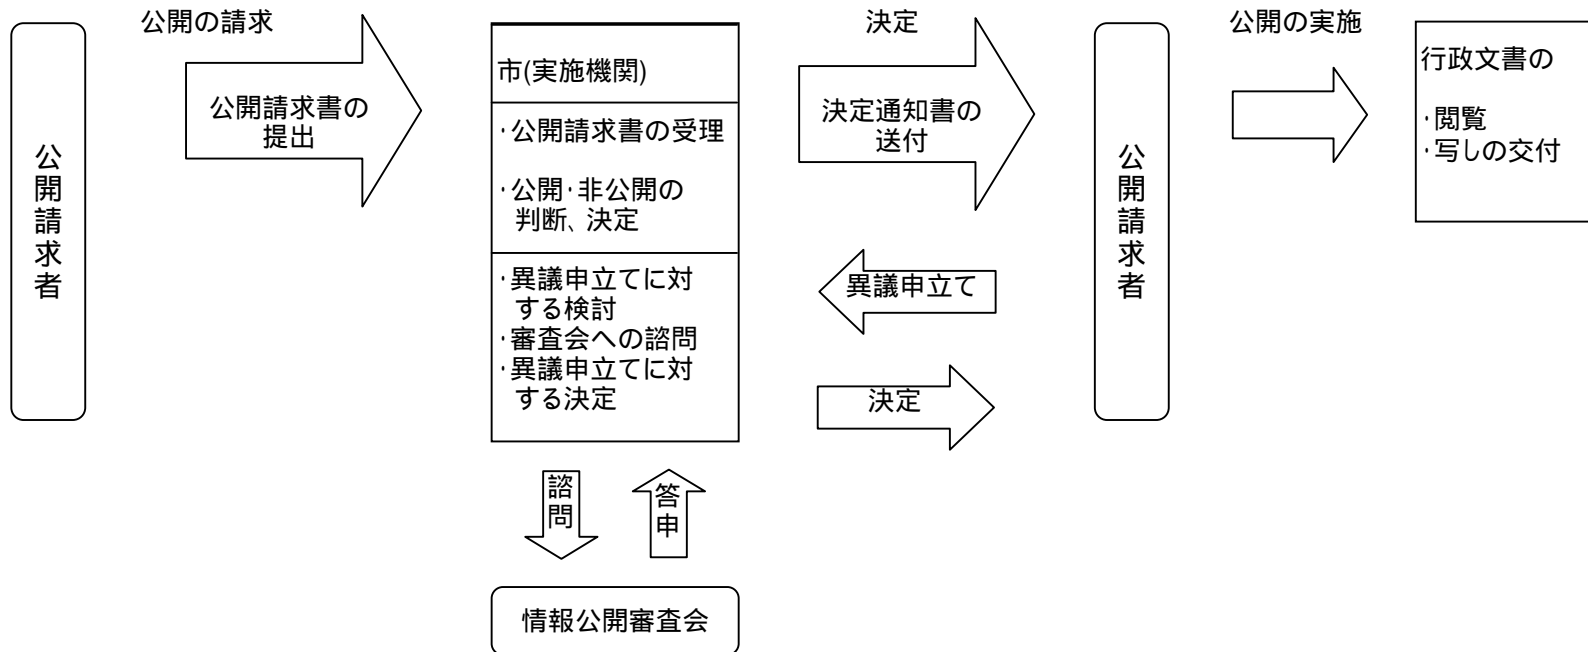 公開の請求
決定
公開の実施
公開請求者
公開請求書の
提出
市(実施機関)
・公開請求書の受理
・公開・非公開の
判断、決定
・異議申立てに対
する検討
・審査会への諮問
・異議申立てに対
する決定
決定通知書の
送付
異議申立て
決定
公開請求者
行政文書の
・閲覧
・写しの交付
諮問
答申
情報公開審査会